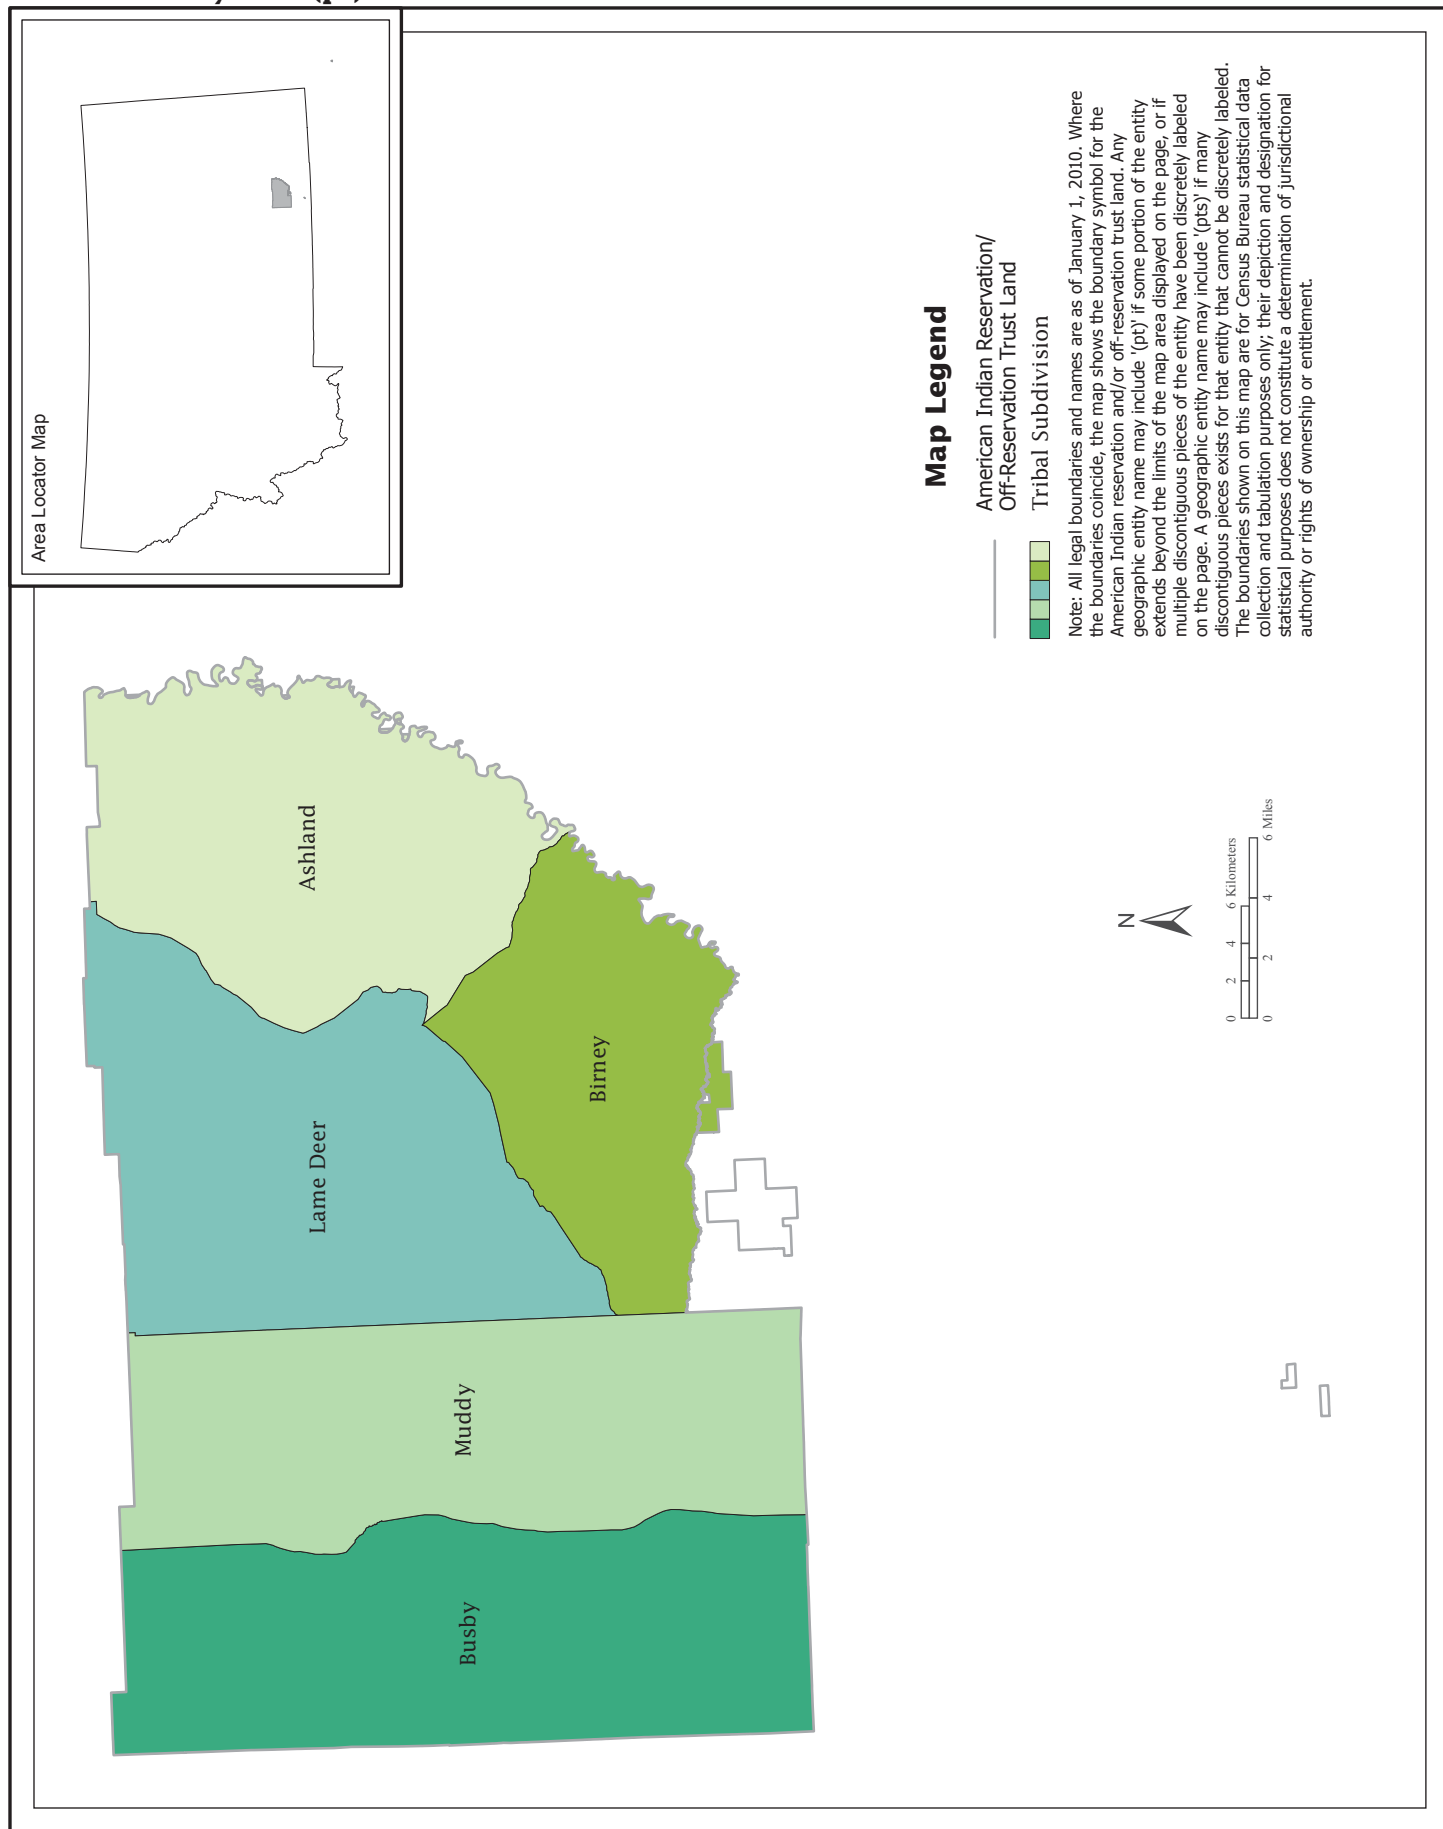 Area Locator Map
Ashland
Lame Deer
Birney
Muddy
Busby
Map Legend
American Indian Reservation/
Off-Reservation Trust Land
Tribal Subdivision
Note: All legal boundaries and names are as of January 1, 2010. Where
the boundaries coincide, the map shows the boundary symbol for the
American Indian reservation and/or off-reservation trust land. Any
geographic entity name may include '(pt)' if some portion of the entity
extends beyond the limits of the map area displayed on the page, or if
multiple discontiguous pieces of the entity have been discretely labeled
on the page. A geographic entity name may include '(pts)' if many
discontiguous pieces exists for that entity that cannot be discretely labeled.
The boundaries shown on this map are for Census Bureau statistical data
collection and tabulation purposes only; their depiction and designation for
statistical purposes does not constitute a determination of jurisdictional
authority or rights of ownership or entitlement.
N
0 2 4 6 Kilometers
0 2 4 6 Miles